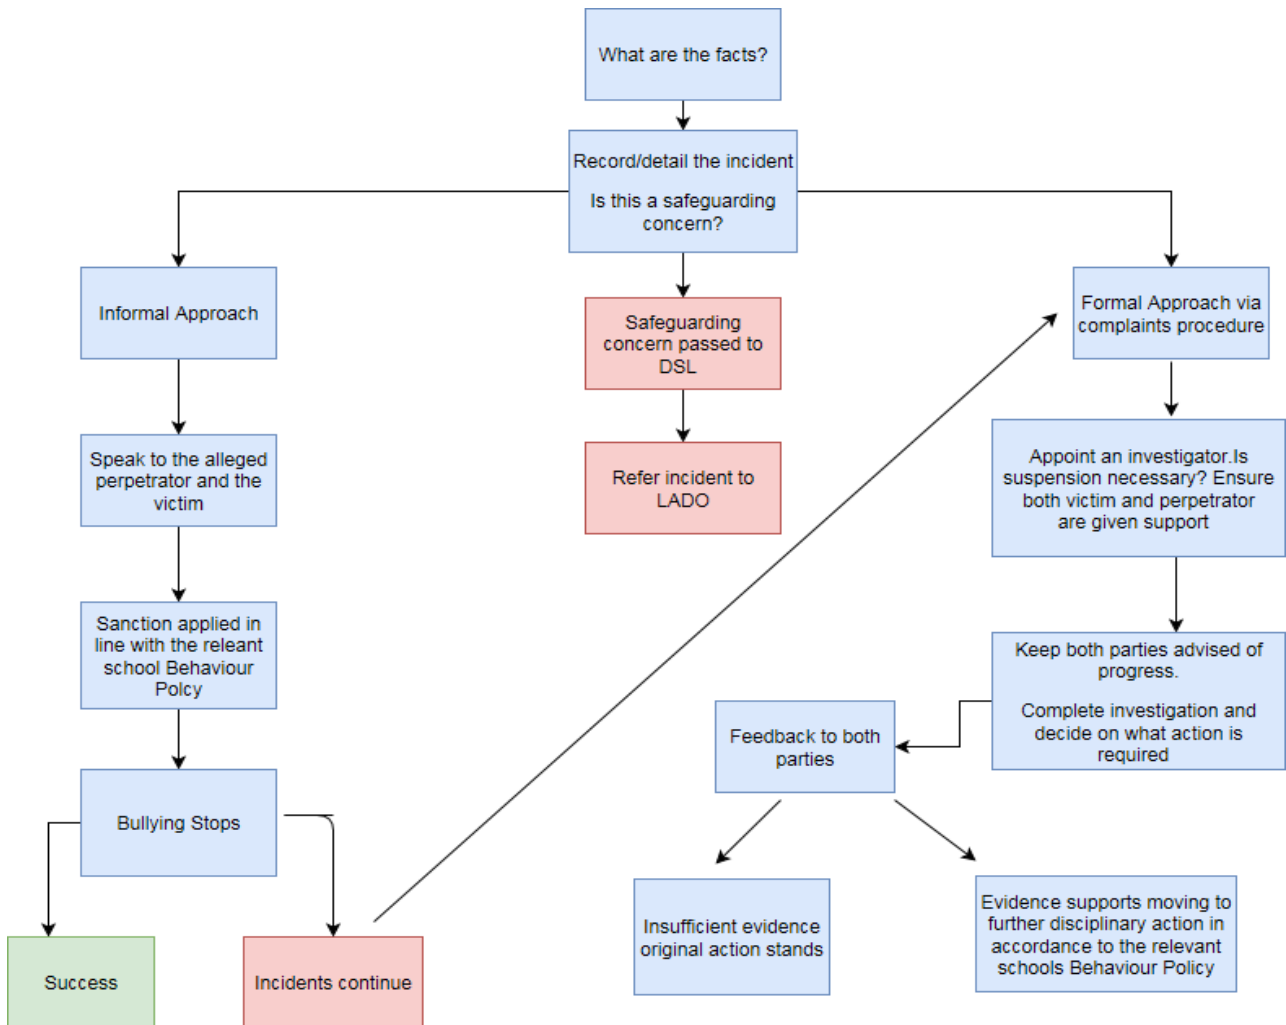 What are the facts?
Record/detail the incident
Is this a safeguarding
concern?
Informal Approach
Safeguarding
concern passed to
DSL
Formal Approach via
complaints procedure
Speak to the alleged
perpetrator and the
victim
Refer incident to
LADO
Appoint an investigator.Is
suspension necessary? Ensure
both victim and perpetrator
are given support
Sanction applied in
line with the releant
school Behaviour
Polcy
Keep both parties advised of
progress.
Complete investigation and
decide on what action is
required
Feedback to both
parties
Bullying Stops
Insufficient evidence
original action stands
Evidence supports moving to
further disciplinary action in
accordance to the relevant
schools Behaviour Policy
Success
Incidents continue